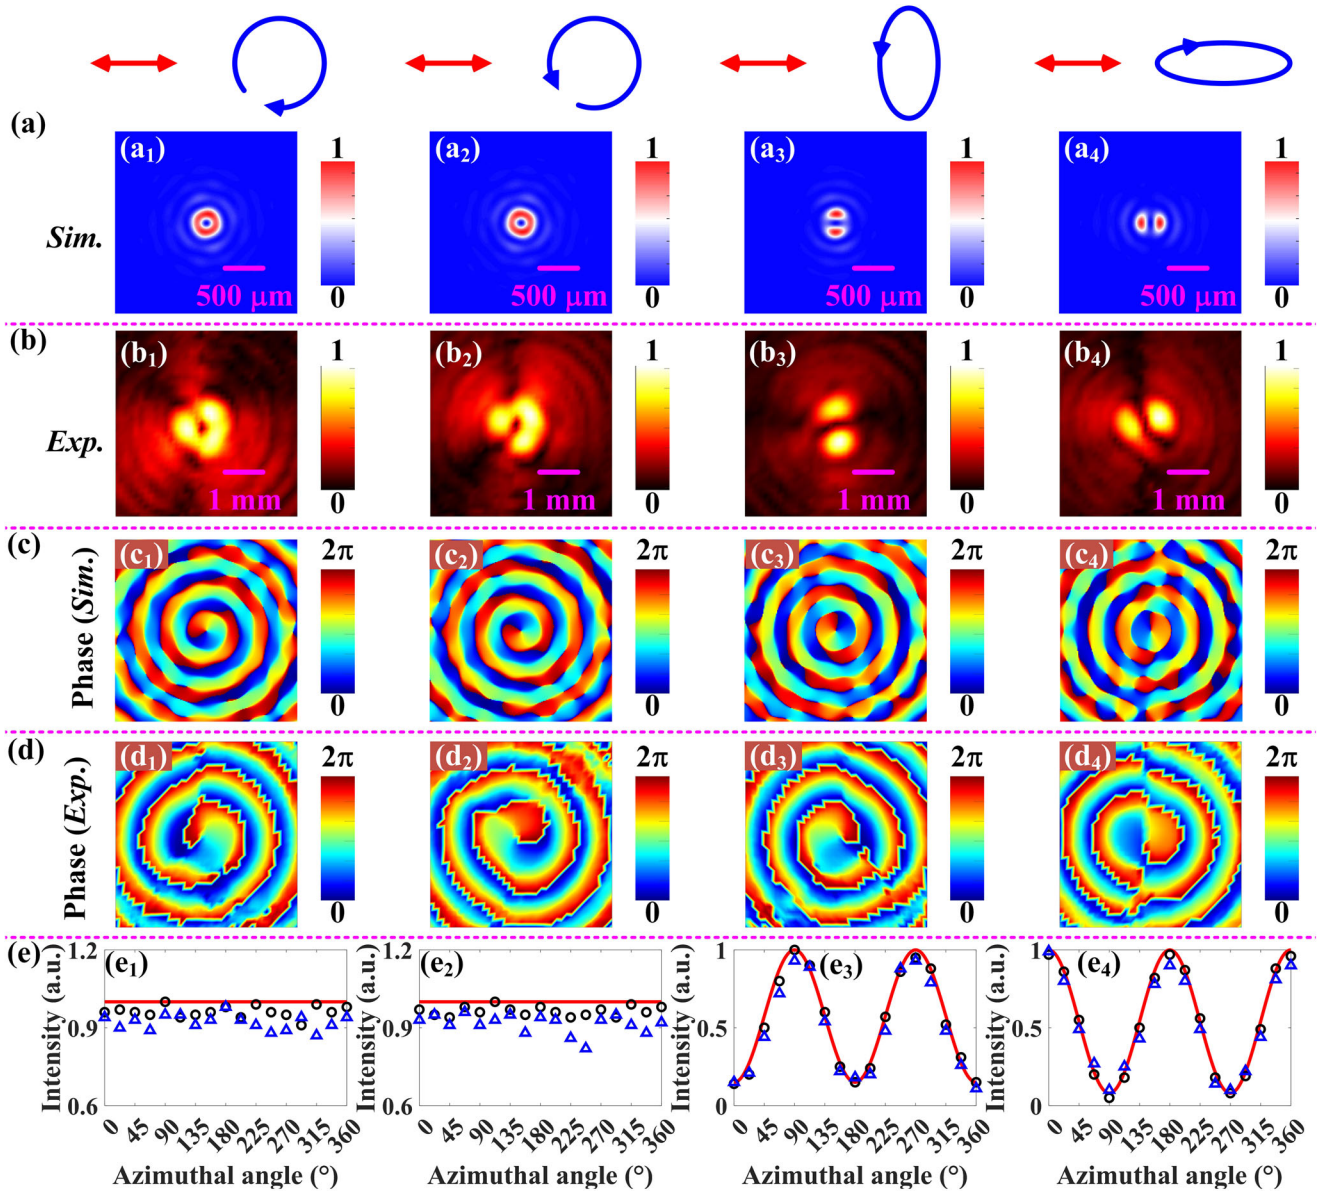 (a)
(a1) 1 (a2) 1 (a3) 1 (a4) 1
Sim.
500 μm 0 500 μm 0 500 μm 0 500 μm 0
(b) (b1) 1 (b2) 1 (b3) 1 (b4) 1
Exp.
1 mm 0 1 mm 0 1 mm 0 1 mm 0
(c) (c1) 2π (c2) 2π (c3) 2π (c4) 2π
Phase (Sim.)
0 0 0 0
(d) (d1) 2π (d2) 2π (d3) 2π (d4) 2π
Phase (Exp.)
0 0 0 0
(e) 1.2 (e1) 1.2 (e2) 1 (e3) 1 (e4)
Intensity (a.u.) Intensity (a.u.) Intensity (a.u.) Intensity (a.u.)
0.9 0.9 0.5 0.5
0.6 0.6 0 0
0 45 90 135 180 225 270 315 360 0 45 90 135 180 225 270 315 360 0 45 90 135 180 225 270 315 360 0 45 90 135 180 225 270 315 360
Azimuthal angle (°) Azimuthal angle (°) Azimuthal angle (°) Azimuthal angle (°)